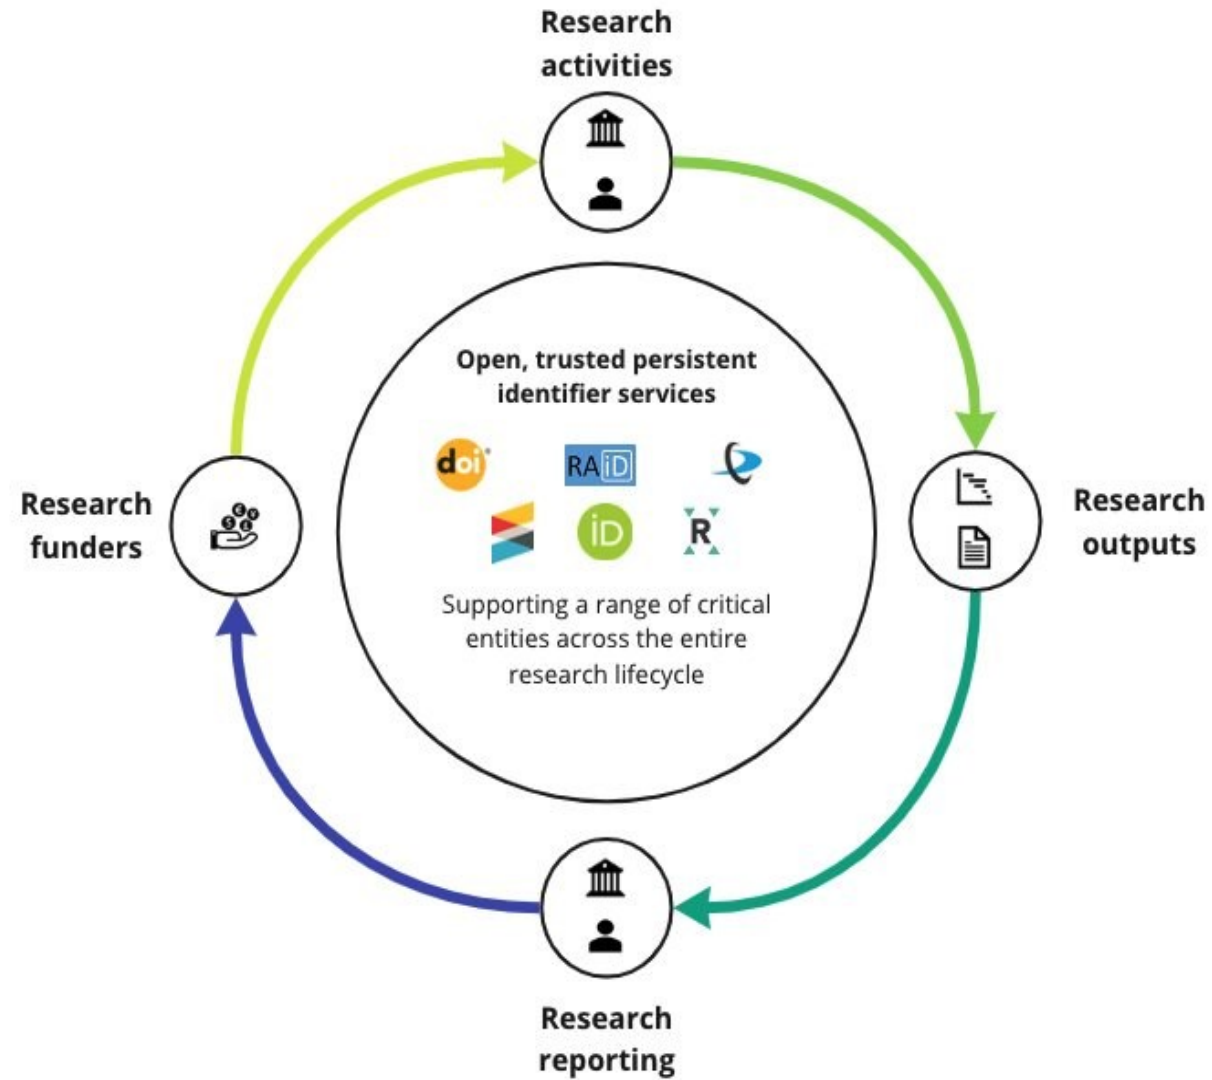 Research
activities
Open, trusted persistent
identifier services
doi
RAiD
iD
R
Supporting a range of critical
entities across the entire
research lifecycle
Research
funders
Research
outputs
Research
reporting